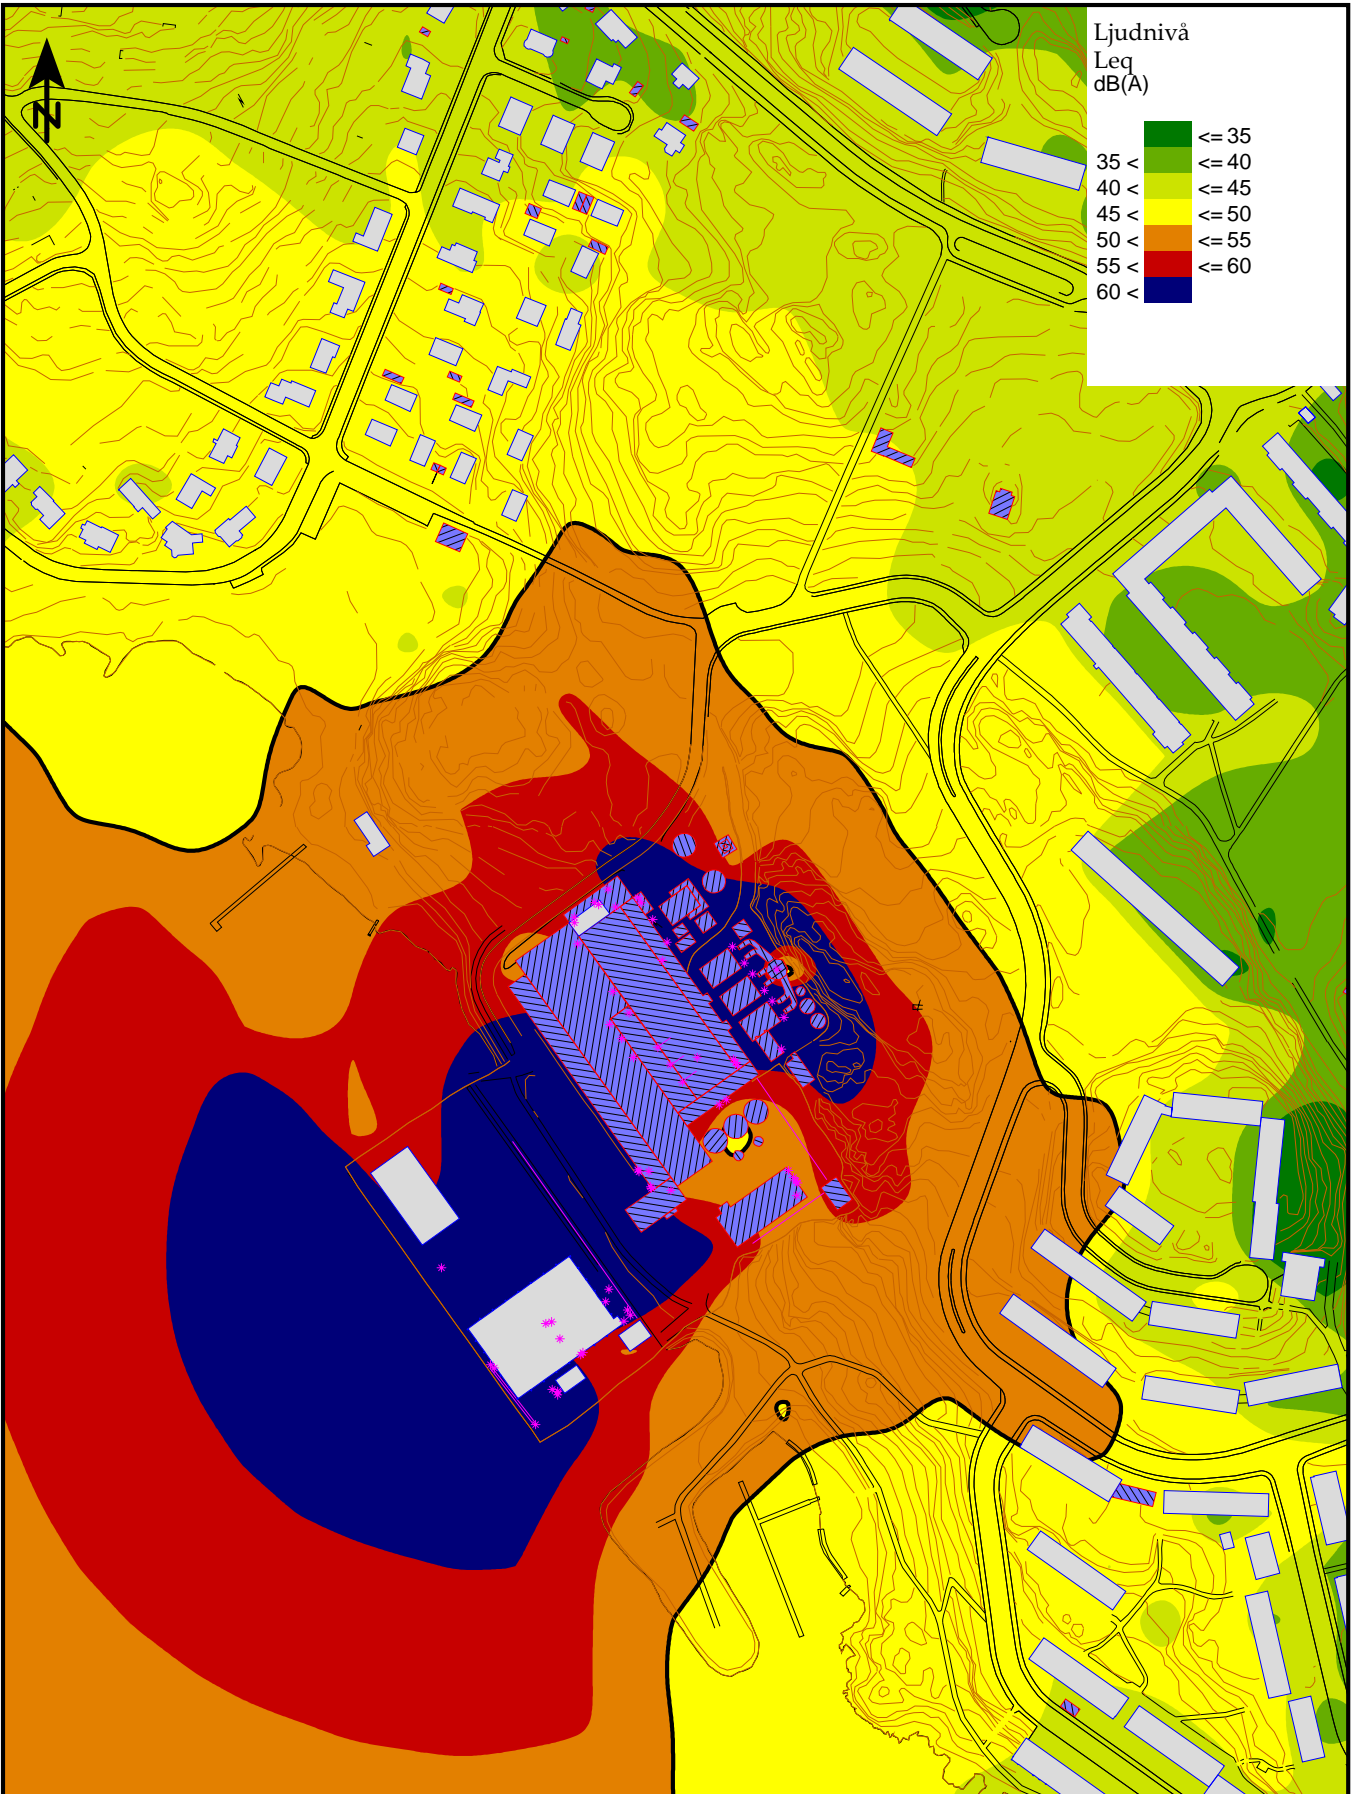 N
Ljudnivå
Leq
dB(A)
<= 35
35 < <= 40
40 < <= 45
45 < <= 50
50 < <= 55
55 < <= 60
60 <